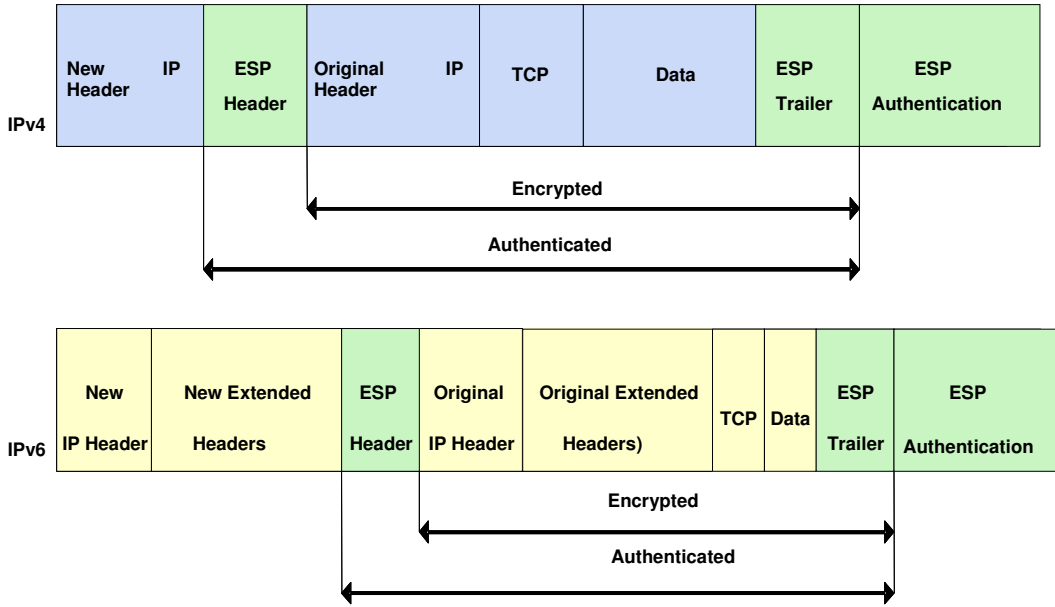 New IP
Header
ESP
Header
Original IP
Header
TCP
Data
ESP
Trailer
ESP
Authentication
IPv4
Encrypted
Authenticated
New
IP Header
New Extended
Headers
ESP
Header
Original
IP Header
Original Extended
Headers)
TCP
Data
ESP
Trailer
ESP
Authentication
IPv6
Encrypted
Authenticated